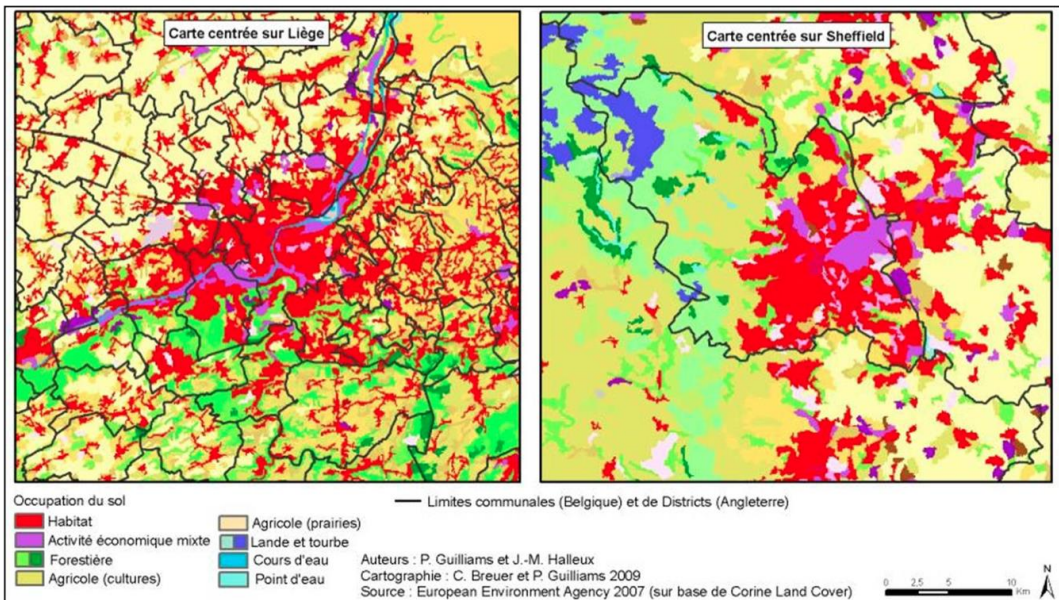 Carte centrée sur Liège
Carte centrée sur Sheffield
Occupation du sol
Habitat
Activité économique mixte
Forestière
Agricole (cultures)
Agricole (prairies)
Lande et tourbe
Cours d'eau
Point d'eau
Limites communales (Belgique) et de Districts (Angleterre)
Auteurs : P. Guilliams et J.-M. Halleux
Cartographie : C. Breuer et P. Guilliams 2009
Source : European Environment Agency 2007 (sur base de Corine Land Cover)
0 2,5 5 10
Km
N